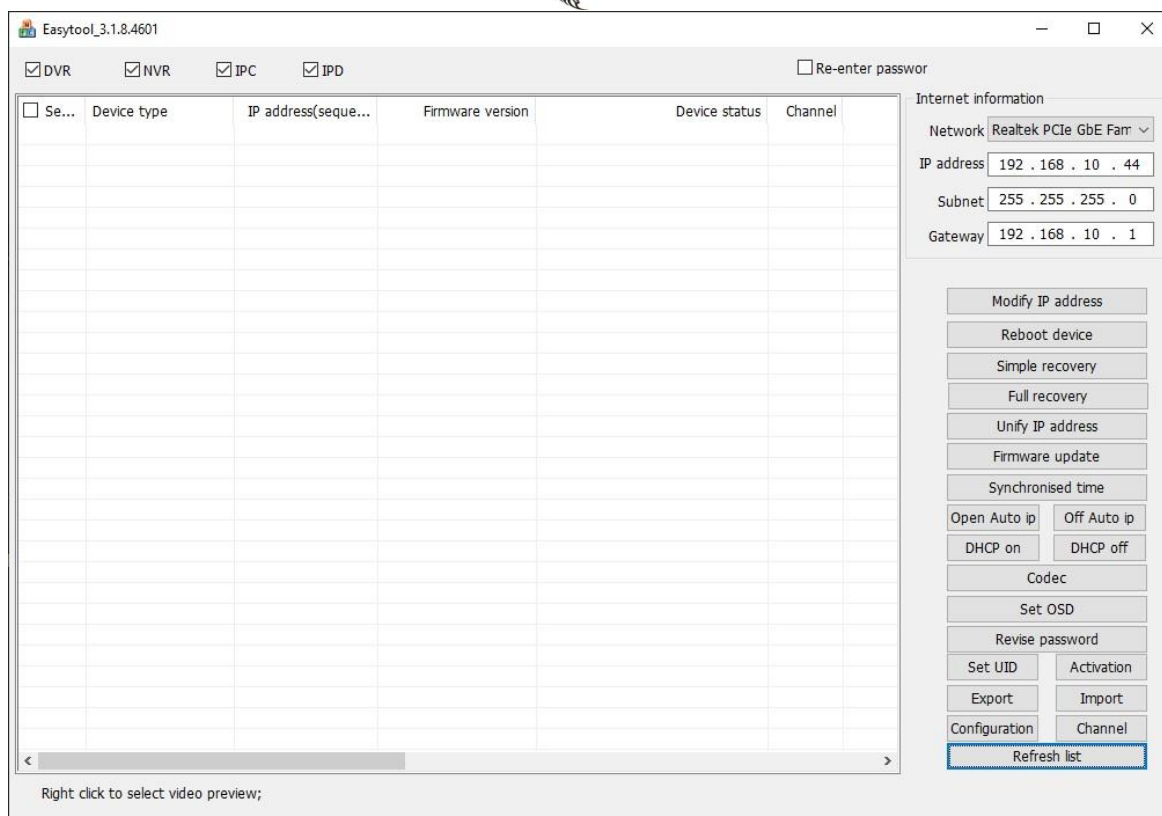 Easytool_3.1.8.4601
DVR NVR IPC IPD Re-enter passwor
Se... Device type IP address(seque... Firmware version Device status Channel
Internet information
Network Realtek PCIe GbE Fam
IP address 192 . 168 . 10 . 44
Subnet 255 . 255 . 255 . 0
Gateway 192 . 168 . 10 . 1
Modify IP address
Reboot device
Simple recovery
Full recovery
Unify IP address
Firmware update
Synchronised time
Open Auto ip Off Auto ip
DHCP on DHCP off
Codec
Set OSD
Revise password
Set UID Activation
Export Import
Configuration Channel
Refresh list
Right click to select video preview;